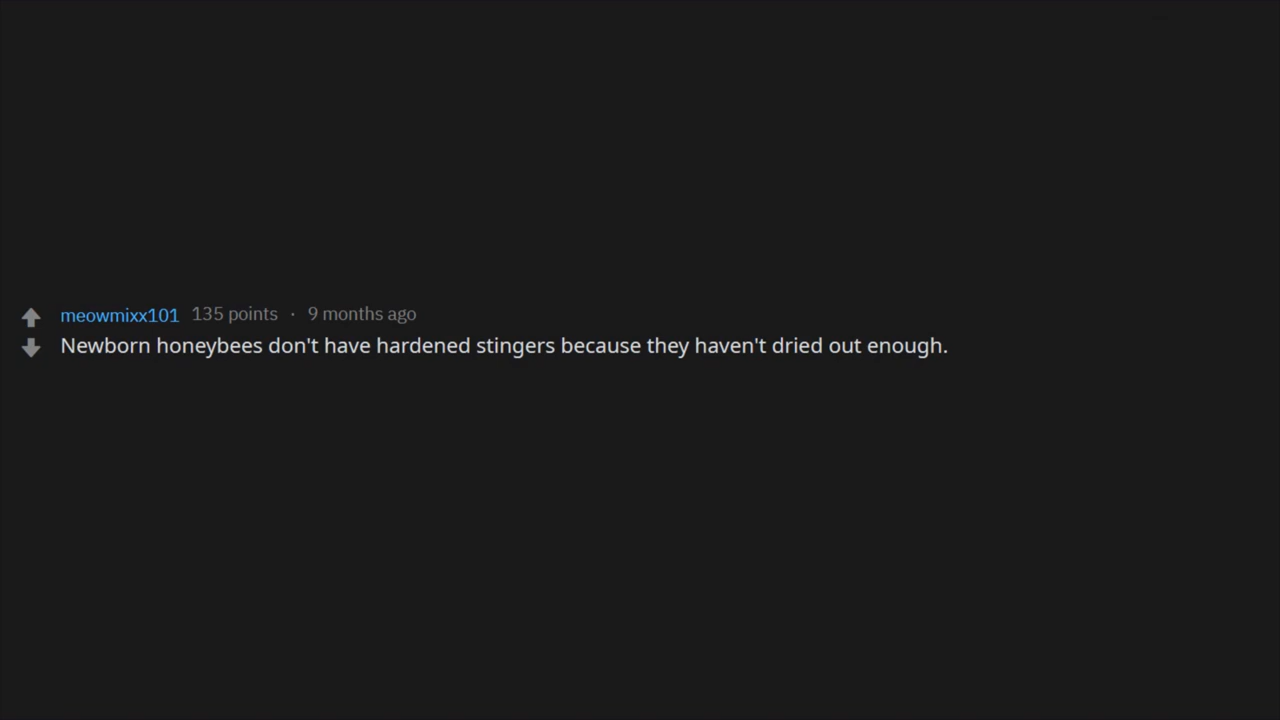 meowmixx101 135 points · 9 months ago
Newborn honeybees don't have hardened stingers because they haven't dried out enough.